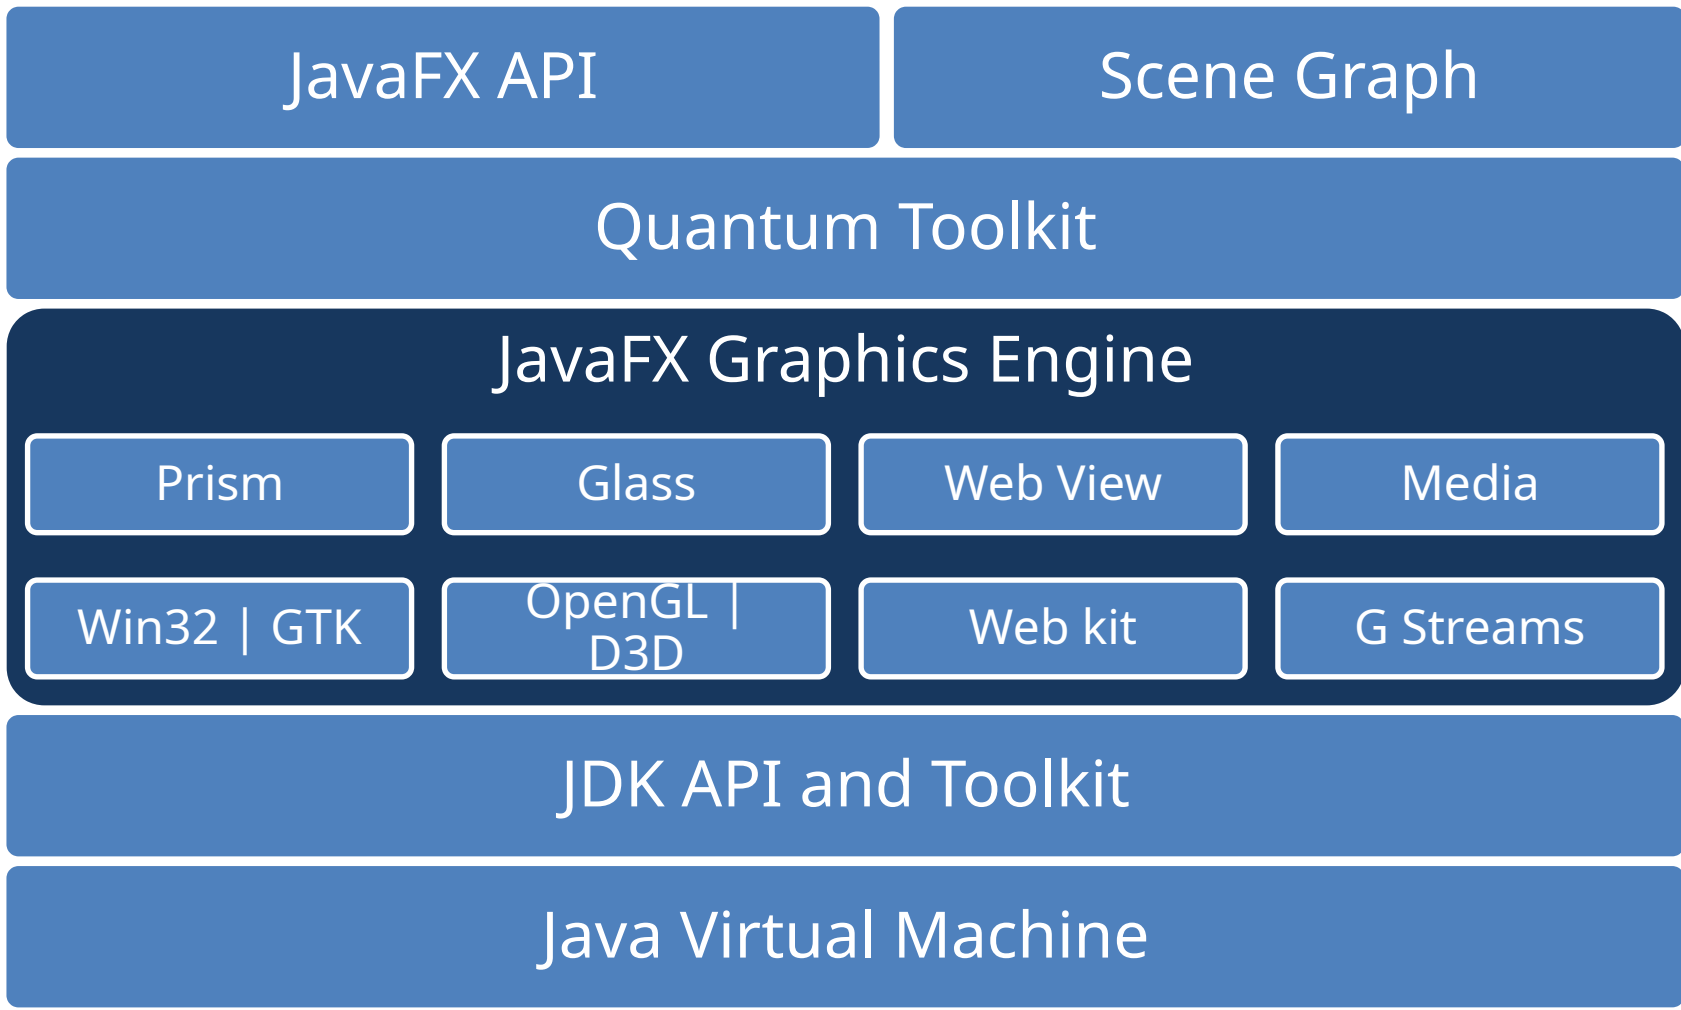 JavaFX API
Scene Graph
Quantum Toolkit
JavaFX Graphics Engine
Prism
Glass
Web View
Media
Win32 | GTK
OpenGL |
D3D
Web kit
G Streams
JDK API and Toolkit
Java Virtual Machine